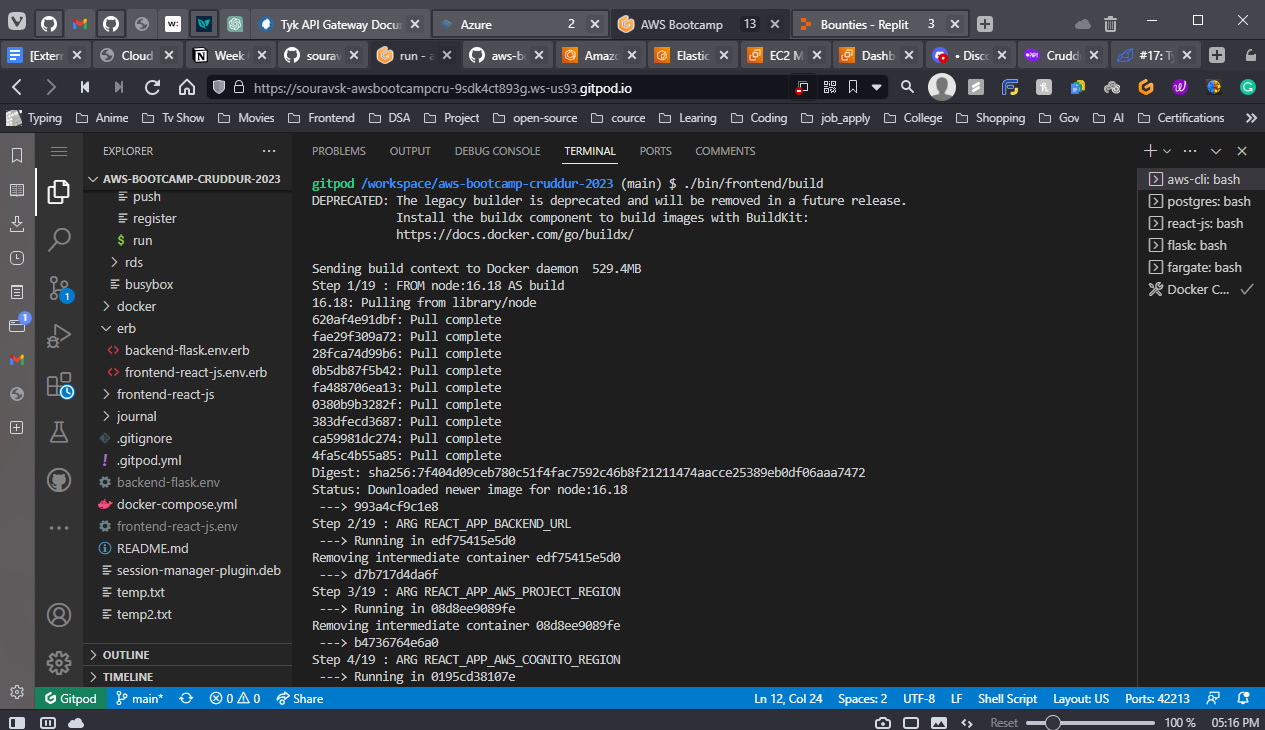 Tyk API Gateway Docu
Azure 2
AWS Bootcamp 13
Bounties - Replit 3
[Exterr
Cloud
Week
sourav
run - a
aws-bo
Amaz
Elastic
EC2 M
Dashb
• Disco
Crudd
#17: Ty
https://souravsk-awsbootcampcru-9sdk4ct893g.ws-us93.gitpod.io
Typing Anime Tv Show Movies Frontend DSA Project open-source cource Learing Coding job_apply College Shopping Gov AI Certifications
EXPLORER
AWS-BOOTCAMP-CRUDDUR-2023
push
register
$ run
rds
busybox
docker
erb
backend-flask.env.erb
frontend-react-js.env.erb
frontend-react-js
journal
.gitignore
! .gitpod.yml
backend-flask.env
docker-compose.yml
frontend-react-js.env
README.md
session-manager-plugin.deb
temp.txt
temp2.txt
OUTLINE
TIMELINE
1
1
PROBLEMS OUTPUT DEBUG CONSOLE TERMINAL PORTS COMMENTS
gitpod /workspace/aws-bootcamp-cruddur-2023 (main) $ ./bin/frontend/build
DEPRECATED: The legacy builder is deprecated and will be removed in a future release.
Install the buildx component to build images with BuildKit:
https://docs.docker.com/go/buildx/
Sending build context to Docker daemon 529.4MB
Step 1/19 : FROM node:16.18 AS build
16.18: Pulling from library/node
620af4e91dbf: Pull complete
fae29f309a72: Pull complete
28fca74d99b6: Pull complete
0b5db87f5b42: Pull complete
fa488706ea13: Pull complete
0380b9b3282f: Pull complete
383dfecd3687: Pull complete
ca59981dc274: Pull complete
4fa5c4b55a85: Pull complete
Digest: sha256:7f404d09ceb780c51f4fac7592c46b8f21211474aacce25389eb0df06aaa7472
Status: Downloaded newer image for node:16.18
---> 993a4cf9c1e8
Step 2/19 : ARG REACT_APP_BACKEND_URL
---> Running in edf75415e5d0
Removing intermediate container edf75415e5d0
---> d7b717d4da6f
Step 3/19 : ARG REACT_APP_AWS_PROJECT_REGION
---> Running in 08d8ee9089fe
Removing intermediate container 08d8ee9089fe
---> b4736764e6a0
Step 4/19 : ARG REACT_APP_AWS_COGNITO_REGION
---> Running in 0195cd38107e
aws-cli: bash
postgres: bash
react-js: bash
flask: bash
fargate: bash
Docker C...
Gitpod main* 0 0 Share Ln 12, Col 24 Spaces: 2 UTF-8 LF Shell Script Layout: US Ports: 42213
Reset 100 % 05:16 PM